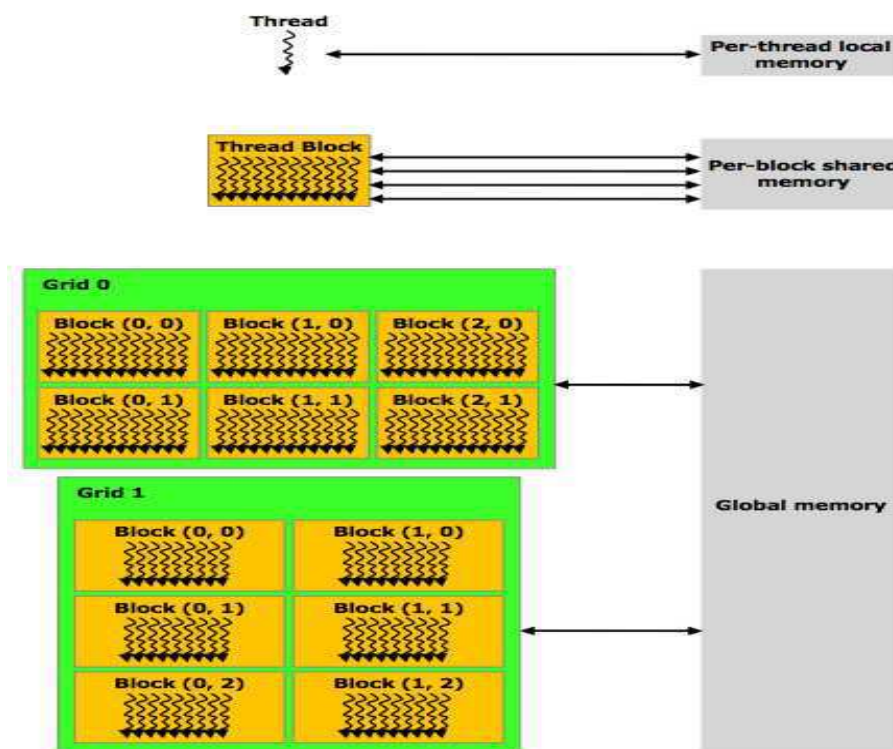 Thread
Per-thread local
memory
Thread Block
Per-block shared
memory
Grid 0
Block (0, 0)
Block (1, 0)
Block (2, 0)
Block (0, 1)
Block (1, 1)
Block (2, 1)
Global memory
Grid 1
Block (0, 0)
Block (1, 0)
Block (0, 1)
Block (1, 1)
Block (0, 2)
Block (1, 2)